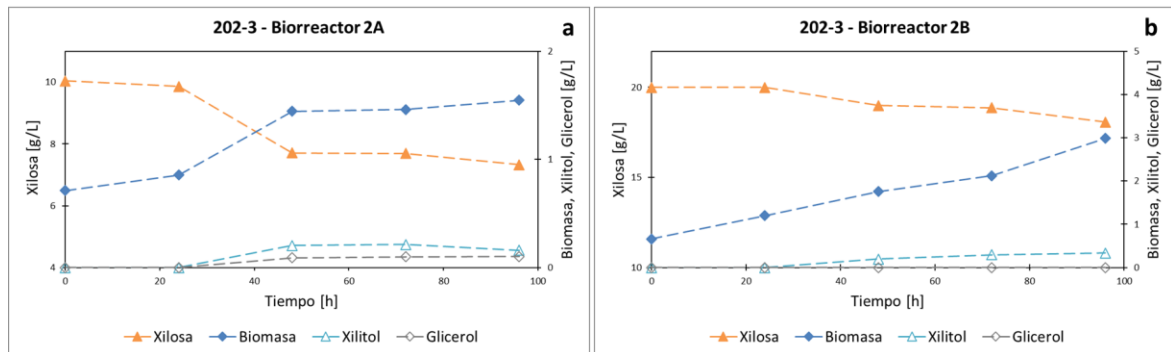 202-3 - Biorreactor 2A
a
Xilosa [g/L]
10
8
6
4
2
1
0
Biomasa, Xilitol, Glicerol [g/L]
0 20 40 60 80 100
Tiempo [h]
Xilosa Biomasa Xilitol Glicerol
202-3 - Biorreactor 2B
b
Xilosa [g/L]
20
15
10
5
4
3
2
1
0
Biomasa, Xilitol, Glicerol [g/L]
0 20 40 60 80 100
Tiempo [h]
Xilosa Biomasa Xilitol Glicerol